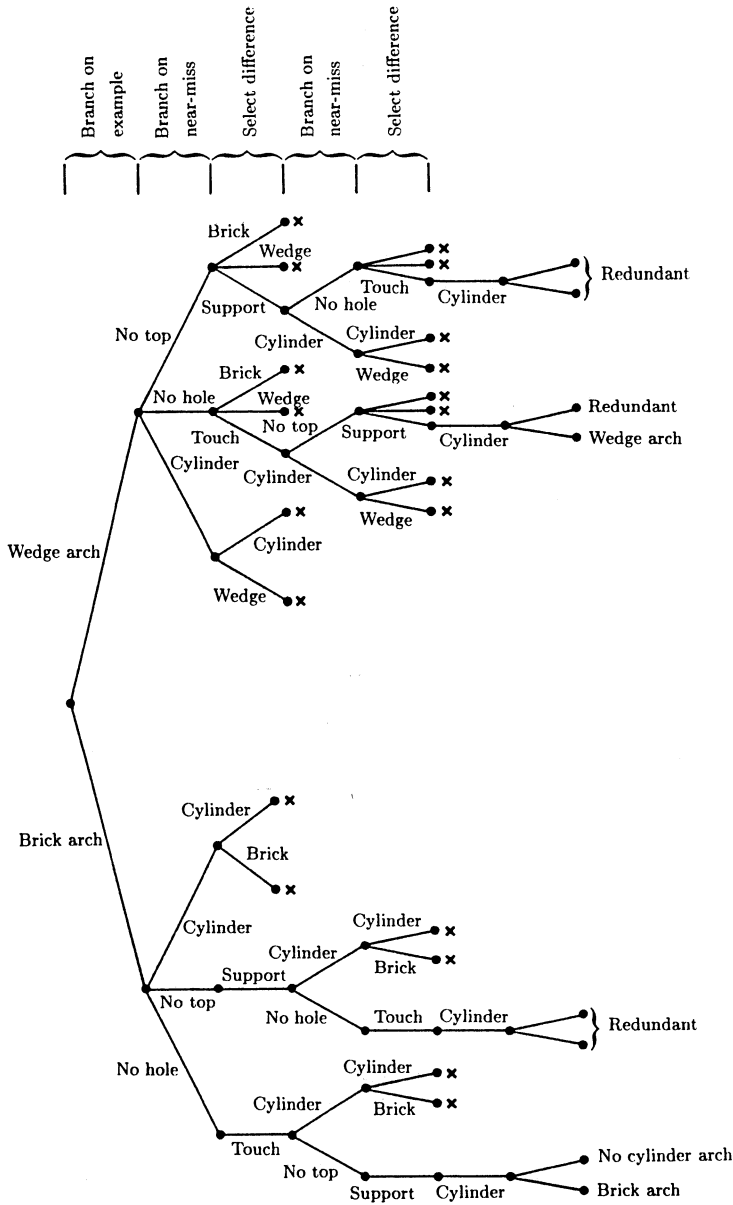 Branch on
example
Branch on
near-miss
Select difference
Branch on
near-miss
Select difference
Brick
Wedge
Support
No top
No hole
Touch
Cylinder
Redundant
Cylinder
Cylinder
Wedge
No hole
Brick
Wedge
Touch
No top
Cylinder
Support
Cylinder
Redundant
Wedge arch
Cylinder
Wedge
Cylinder
Cylinder
Wedge
Wedge arch
Brick arch
Cylinder
Brick
Cylinder
No top
Support
Cylinder
Cylinder
Brick
No hole
Touch
Cylinder
Redundant
No hole
Touch
Cylinder
Cylinder
Brick
No top
Support
Cylinder
No cylinder arch
Brick arch